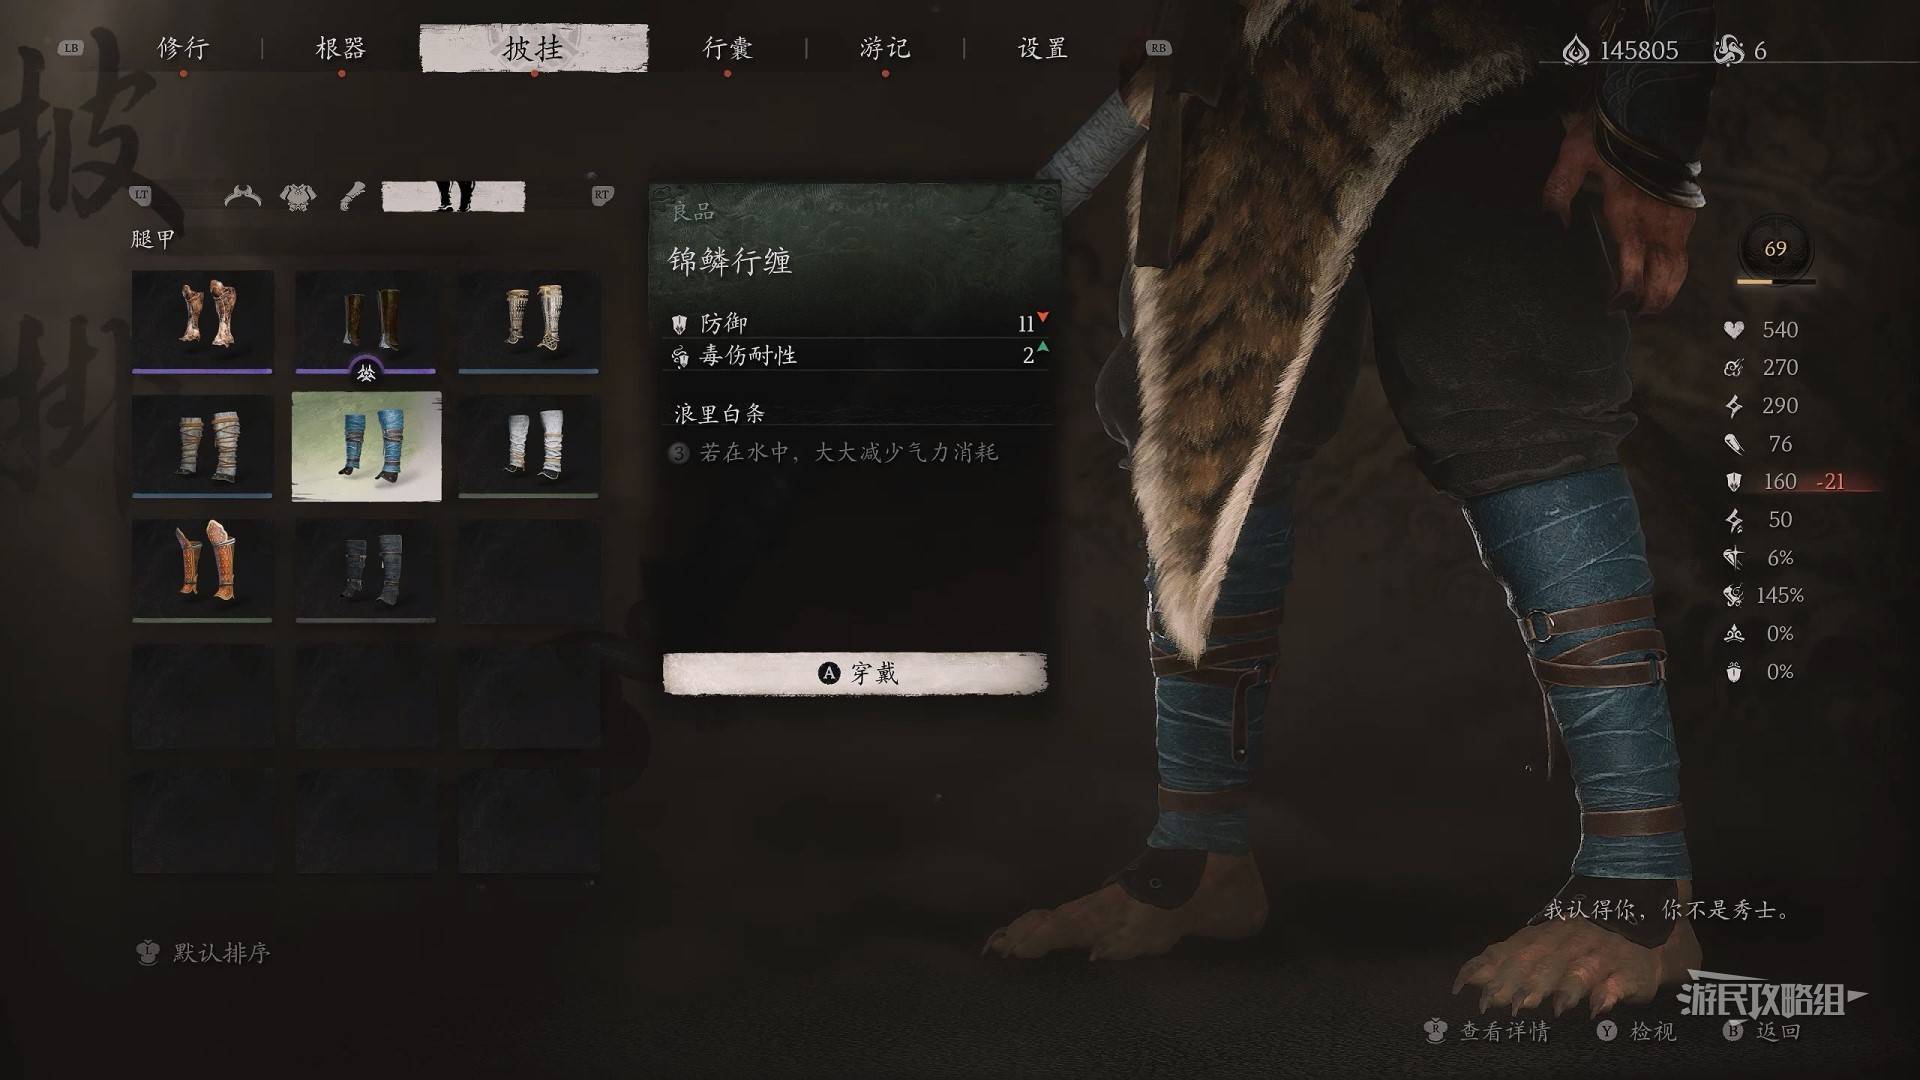 LB 修行 根器 披挂 行囊 游记 设置 RB 145805 6
披掛
LT RT
腿甲
良品
锦鳞行缠
防御 11
毒伤耐性 2
浪里白条
3 若在水中，大大减少气力消耗
A 穿戴
69
540
270
290
76
160 -21
50
6%
145%
0%
0%
我认得你，你不是秀士。
L 默认排序
游民攻略组
R 查看详情 Y 检视 B 返回